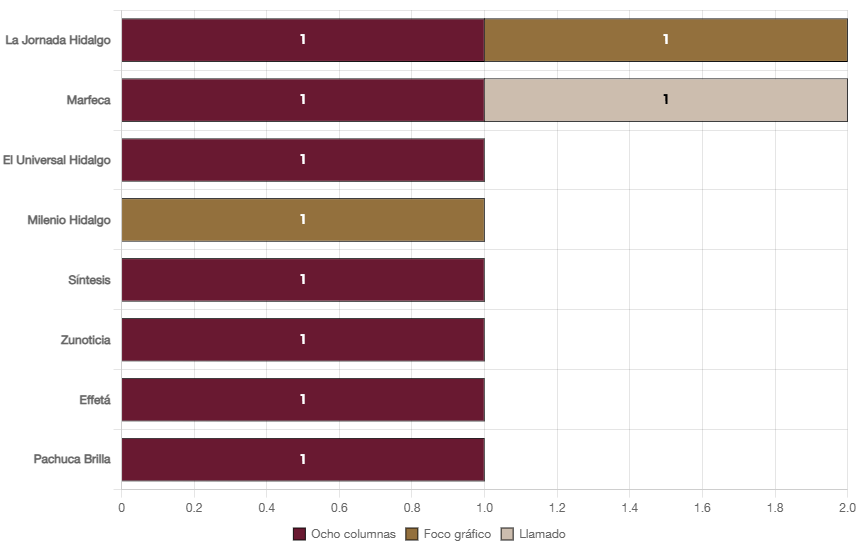 La Jornada Hidalgo 1 1
Marfeca 1 1
El Universal Hidalgo 1
Milenio Hidalgo 1
Síntesis 1
Zunoticia 1
Effetá 1
Pachuca Brilla 1
0 0.2 0.4 0.6 0.8 1.0 1.2 1.4 1.6 1.8 2.0
Ocho columnas Foco gráfico Llamado